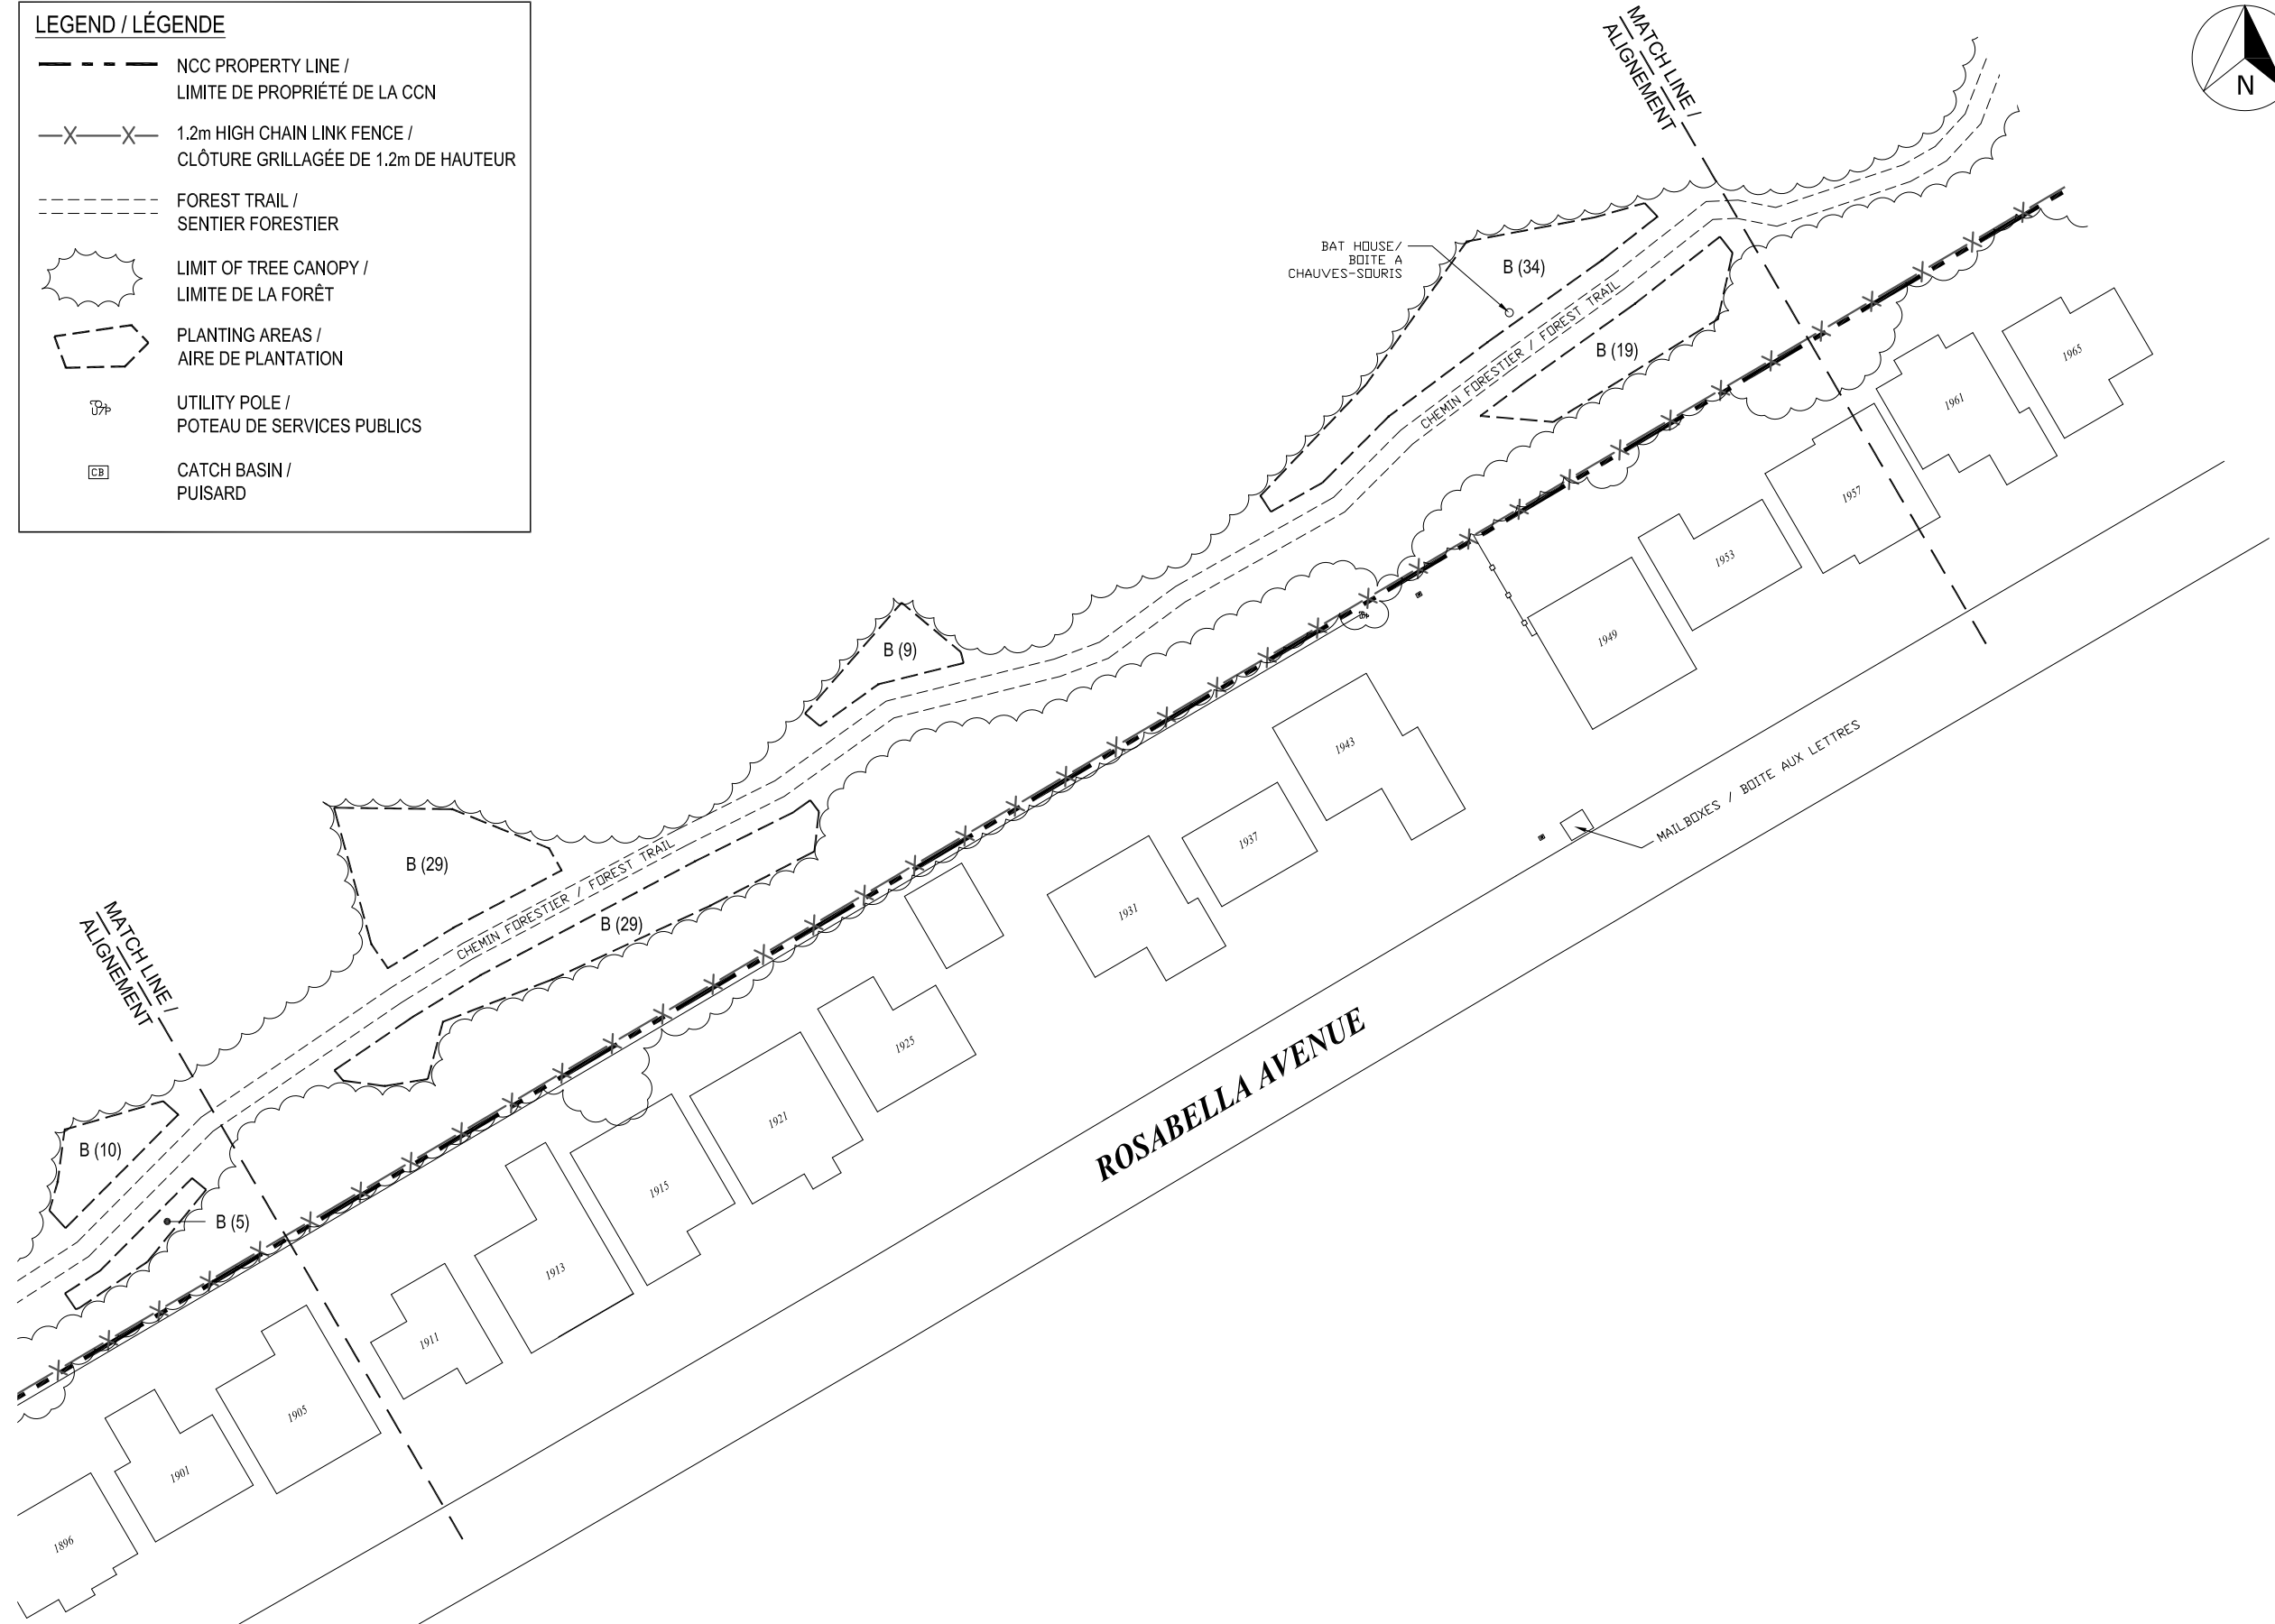 LEGEND / LÉGENDE
NCC PROPERTY LINE /
LIMITE DE PROPRIÉTÉ DE LA CCN
1.2m HIGH CHAIN LINK FENCE /
CLÔTURE GRILLAGÉE DE 1.2m DE HAUTEUR
FOREST TRAIL /
SENTIER FORESTIER
LIMIT OF TREE CANOPY /
LIMITE DE LA FORÊT
PLANTING AREAS /
AIRE DE PLANTATION
U/P
UTILITY POLE /
POTEAU DE SERVICES PUBLICS
CB
CATCH BASIN /
PUISARD
MATCH LINE /
ALIGNEMENT
N
BAT HOUSE/
BOITE A
CHAUVES-SOURIS
B (34)
CHEMIN FORESTIER / FOREST TRAIL
B (19)
1965
1961
1957
1953
1949
B (9)
1943
1937
1931
MAILBOXES / BOITE AUX LETTRES
B (29)
CHEMIN FORESTIER / FOREST TRAIL
B (29)
MATCH LINE /
ALIGNEMENT
1925
1921
1915
1913
1911
ROSABELLA AVENUE
B (10)
B (5)
1905
1901
1896